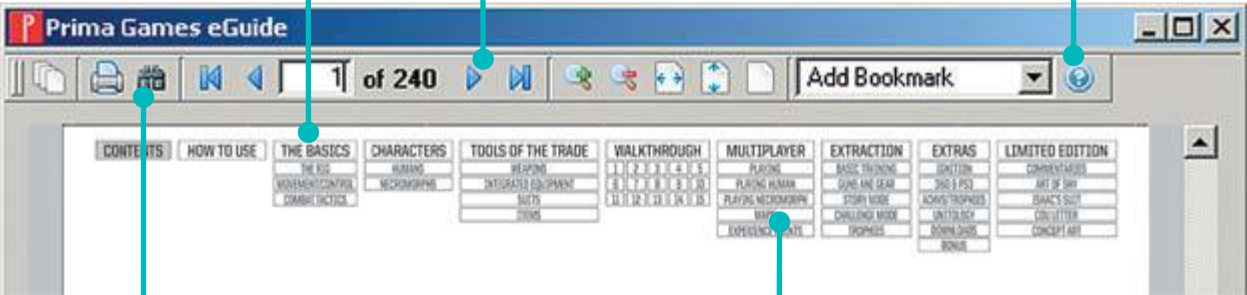 Prima Games eGuide
1 of 240 Add Bookmark
CONTENTS HOW TO USE THE BASICS CHARACTERS TOOLS OF THE TRADE WALKTHROUGH MULTIPLAYER EXTRACTION EXTRAS LIMITED EDITION
THE RIG HUMANS WEAPONS 1 2 3 4 5 PLAYING BASIC TRAINING IGNITION COMMENTARIES
MOVEMENT/CONTROL NECROMORPHS INTEGRATED EQUIPMENT 6 7 8 9 10 PLAYING HUMAN GUNS AND GEAR 360 & PS3 ART OF
COMBAT TACTICS SUITS 11 12 13 14 15 PLAYING NECROMORPH STORY MODE ACHVS/TROPHIES ISAAC'S SUIT
ITEMS MAPS CHALLENGE MODE UNITOLOGY LETTER
EXPERIENCE TROPHIES DOWNLOADS CONCEPT ART
BONUS